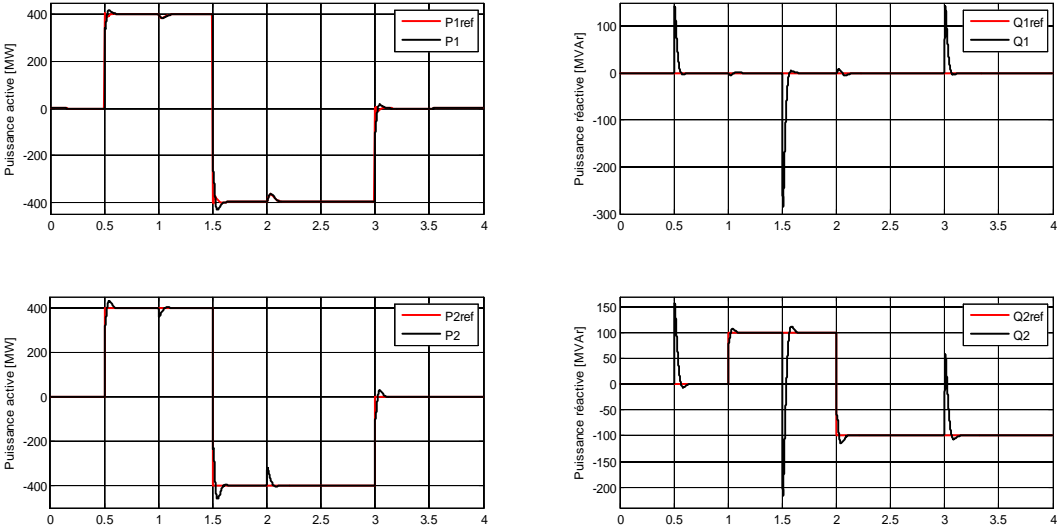 400
200
0
-200
-400
Puissance active [MW]
P1ref
P1
0 0.5 1 1.5 2 2.5 3 3.5 4
100
0
-100
-200
-300
Puissance réactive [MVAr]
Q1ref
Q1
0 0.5 1 1.5 2 2.5 3 3.5 4
400
200
0
-200
-400
Puissance active [MW]
P2ref
P2
0 0.5 1 1.5 2 2.5 3 3.5 4
150
100
50
0
-50
-100
-150
-200
Puissance réactive [MVAr]
Q2ref
Q2
0 0.5 1 1.5 2 2.5 3 3.5 4